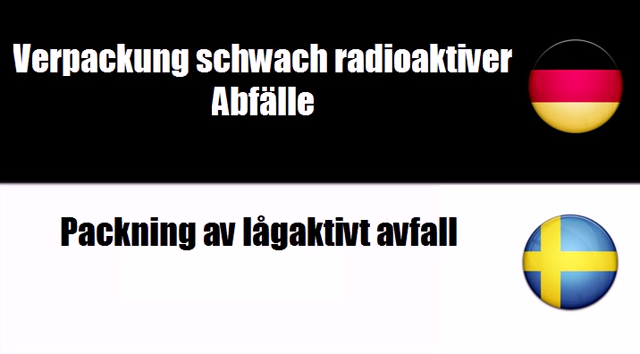 Verpackung schwach radioaktiver
Abfälle
Packning av lågaktivt avfall